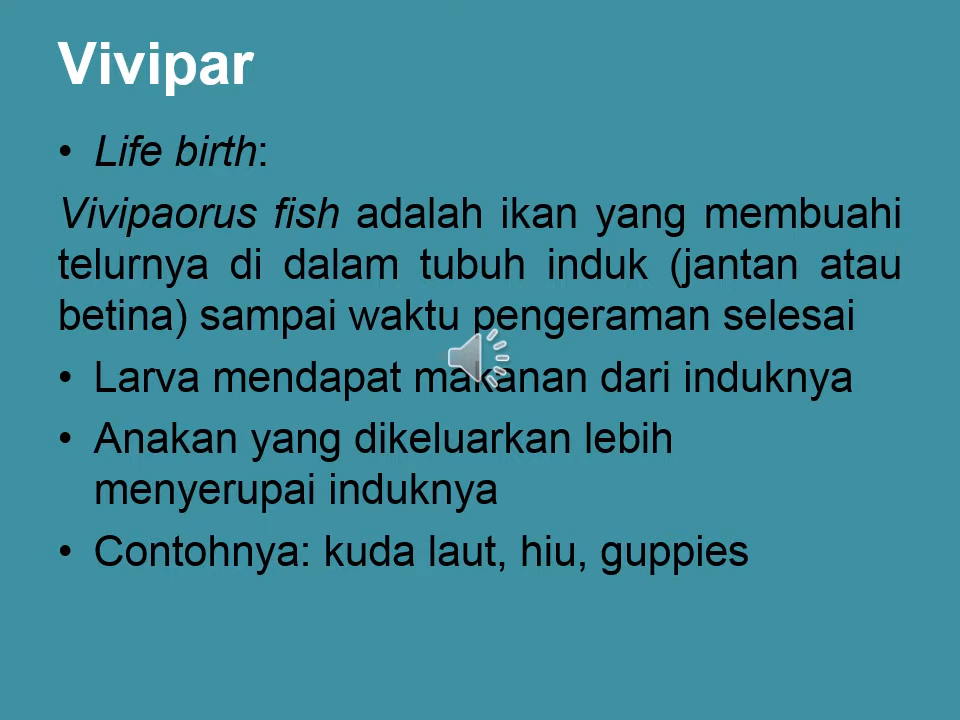 Vivipar
• Life birth:
Vivipaorus fish adalah ikan yang membuahi
telurnya di dalam tubuh induk (jantan atau
betina) sampai waktu pengeraman selesai
• Larva mendapat makanan dari induknya
• Anakan yang dikeluarkan lebih
menyerupai induknya
• Contohnya: kuda laut, hiu, guppies